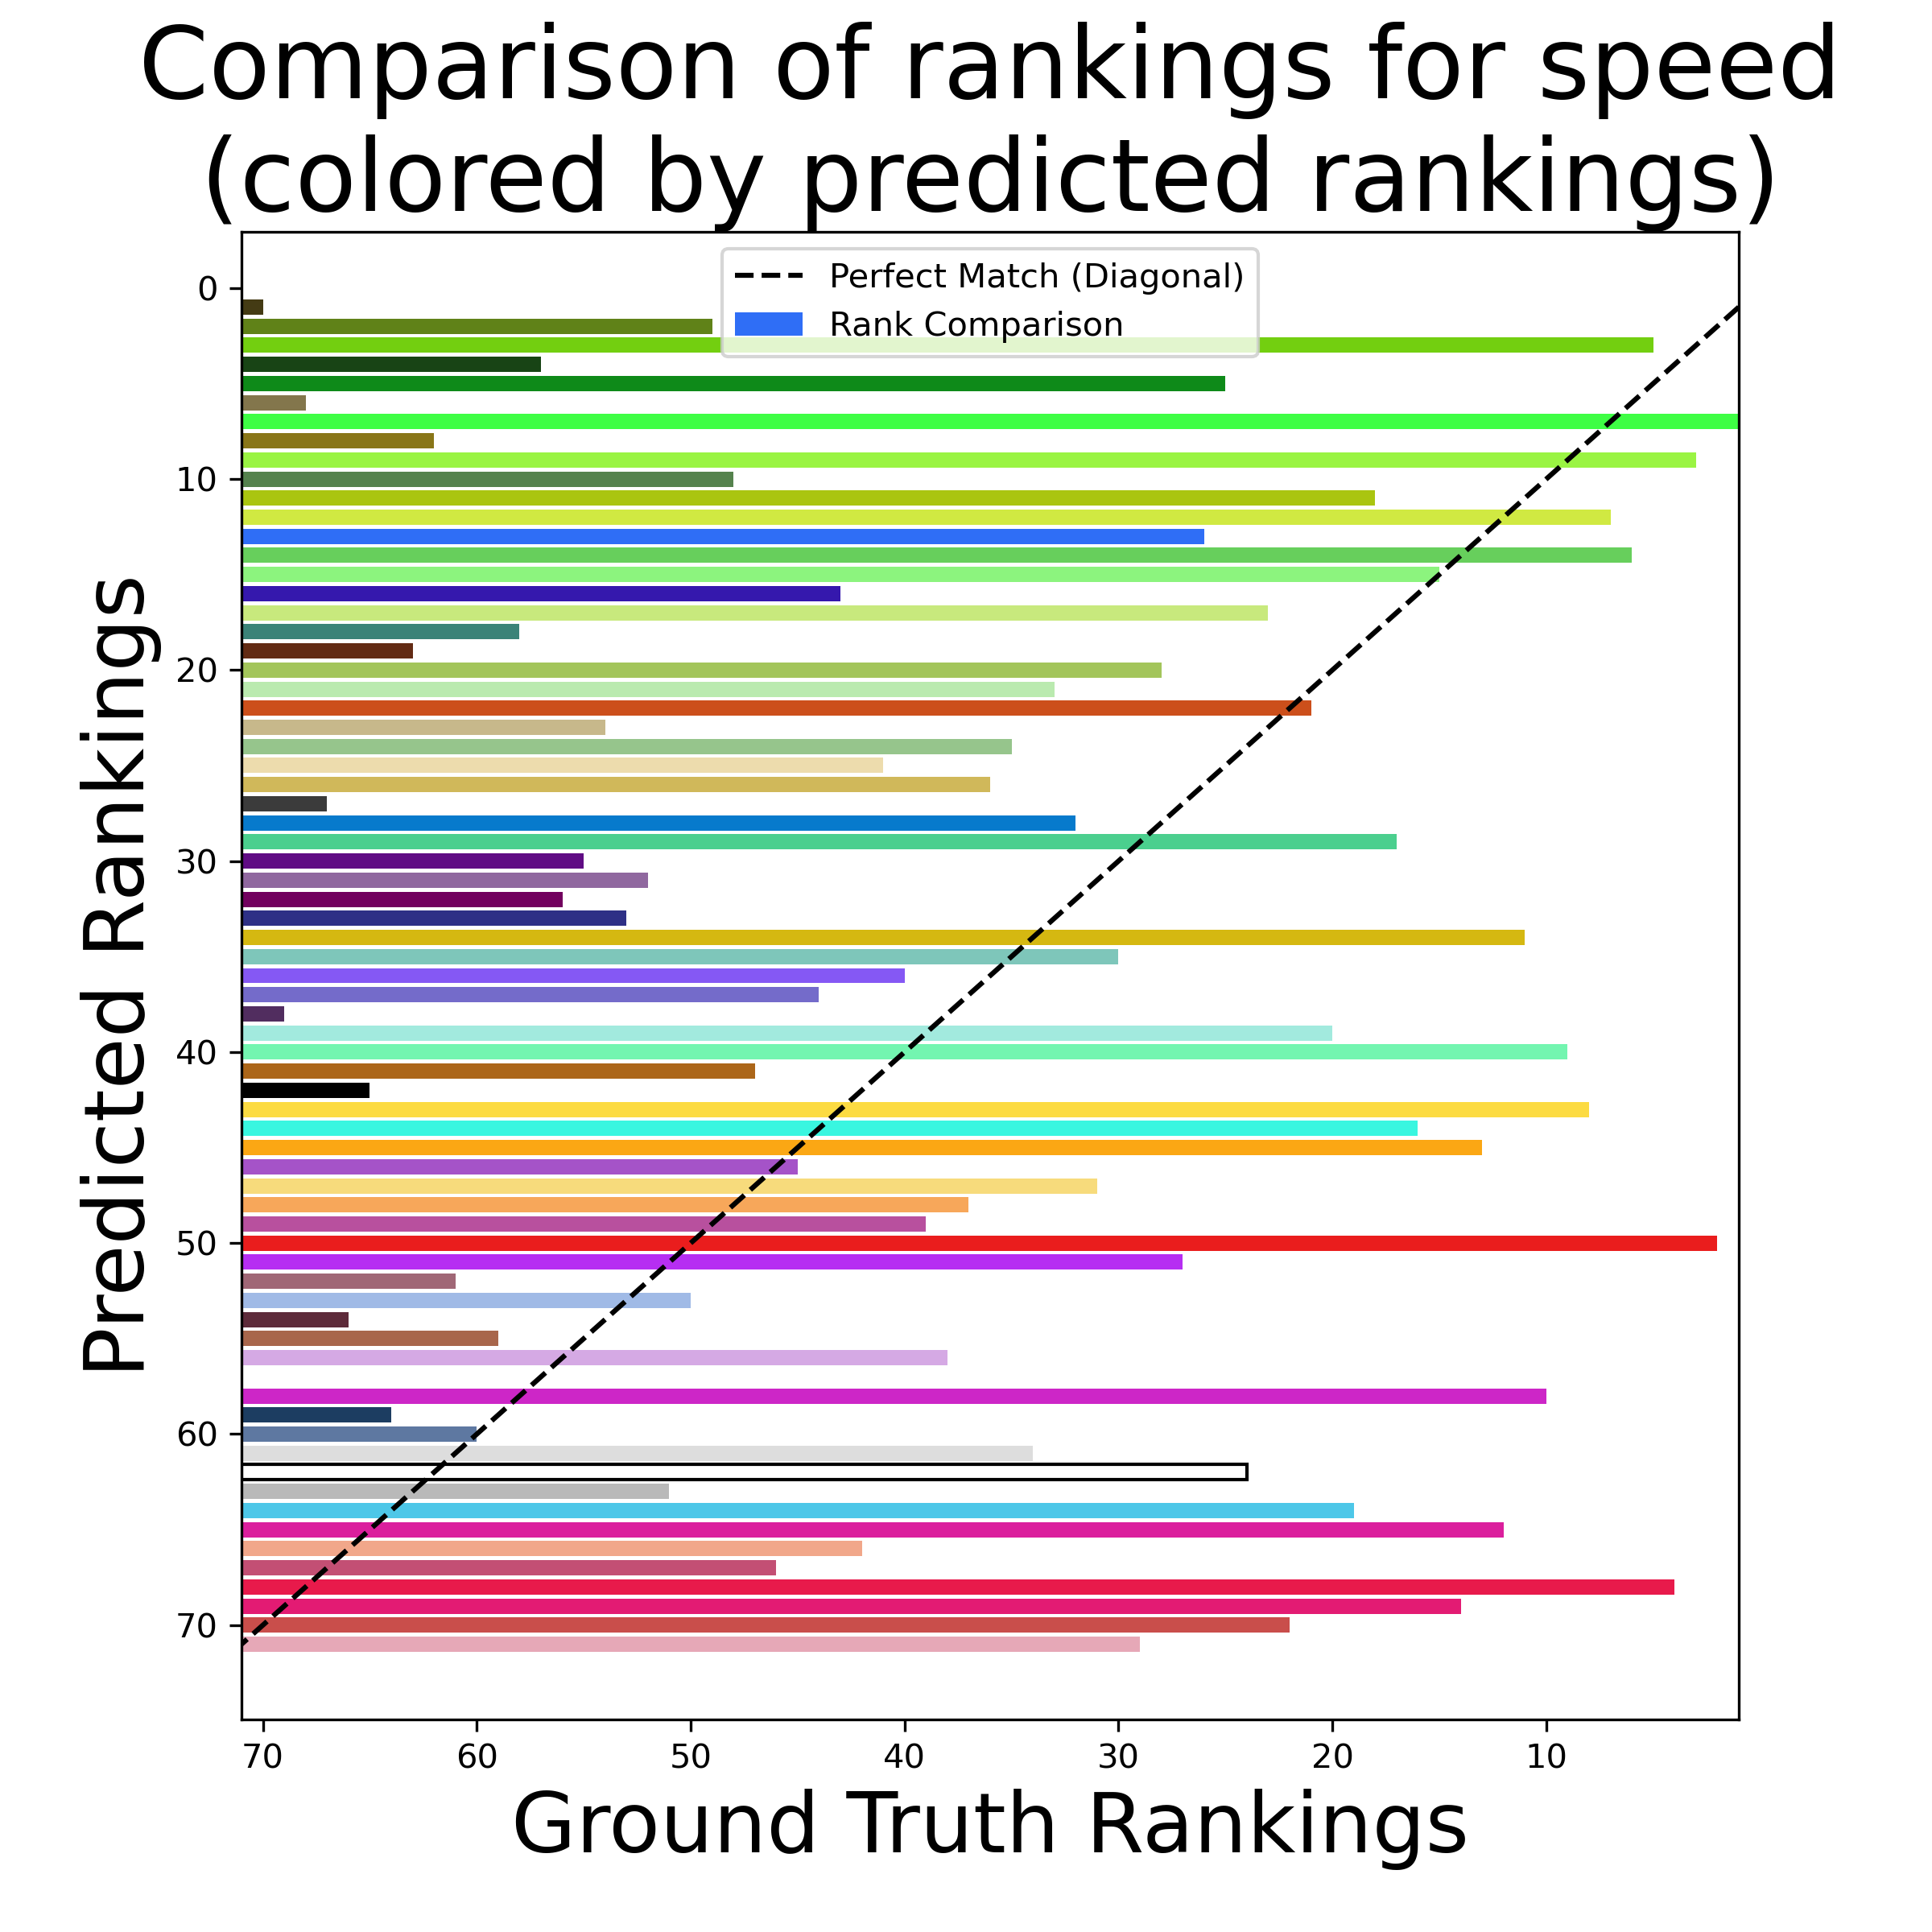 Comparison of rankings for speed
(colored by predicted rankings)
Perfect Match (Diagonal)
Rank Comparison
0
10
20
30
40
50
60
70
Predicted Rankings
70
60
50
40
30
20
10
Ground Truth Rankings